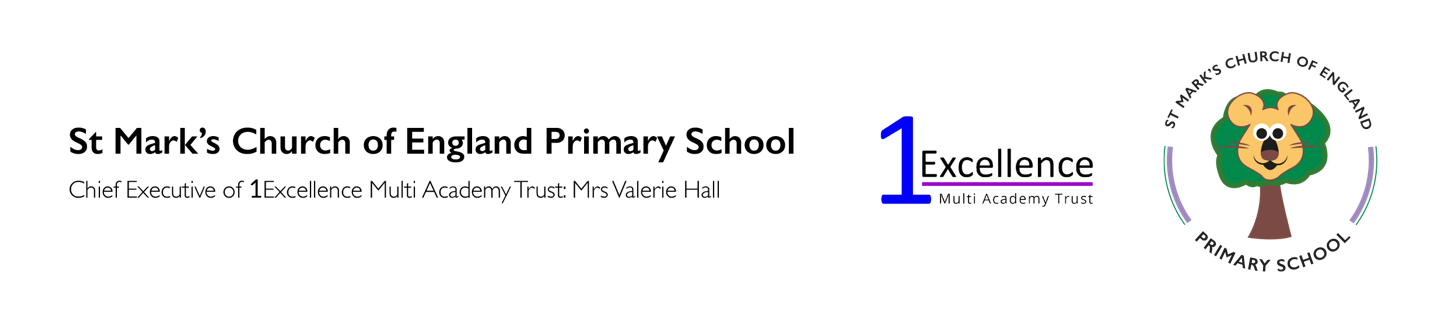 St Mark’s Church of England Primary School
Chief Executive of 1Excellence Multi Academy Trust: Mrs Valerie Hall
1Excellence
Multi Academy Trust
ST MARK’S CHURCH OF ENGLAND
PRIMARY SCHOOL